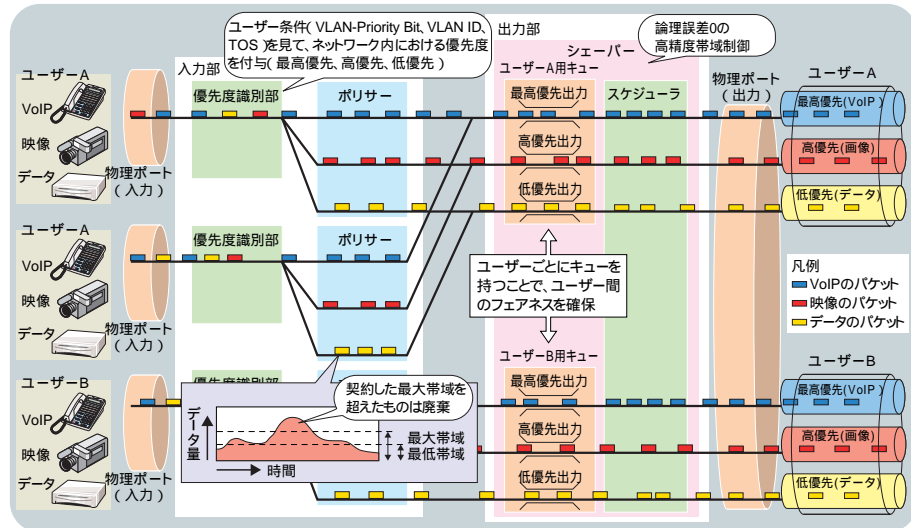 ユーザー条件( VLAN-Priority Bit、VLAN ID、
TOS )を見て、ネットワーク内における優先度
を付与( 最高優先、高優先、低優先 )
出力部
シェーパー
論理誤差0の
高精度帯域制御
入力部
ユーザーA
VoIP
映像
データ
物理ポート
( 入力 )
優先度識別部
ポリサー
ユーザーA用キュー
最高優先出力
高優先出力
低優先出力
スケジューラ
物理ポート
( 出力 )
ユーザーA
最高優先(VoIP )
高優先(画像)
低優先(データ)
ユーザーA
VoIP
映像
データ
物理ポート
( 入力 )
優先度識別部
ポリサー
ユーザーごとにキューを
持つことで、ユーザー間
のフェアネスを確保
凡例
VoIPのパケット
映像のパケット
データのパケット
ユーザーB
VoIP
映像
データ
物理ポート
( 入力 )
優先度識別部
契約した最大帯域を
超えたものは廃棄
データ量
最大帯域
最低帯域
時間
ユーザーB用キュー
最高優先出力
高優先出力
低優先出力
ユーザーB
最高優先(VoIP )
高優先(画像)
低優先(データ)